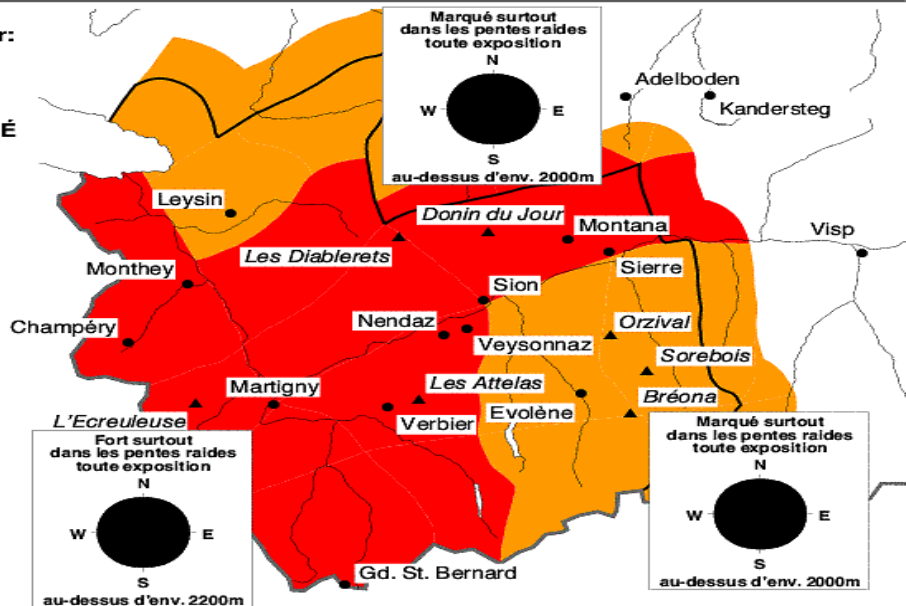 r:
É
Marqué surtout
dans les pentes raides
toute exposition
N
W
E
S
au-dessus d'env. 2000m
Adelboden
Kandersteg
Leysin
Donin du Jour
Montana
Visp
Les Diablerets
Sierre
Monthey
Sion
Champéry
Nendaz
Orzival
Veysonnaz
Sorebois
Martigny
Les Attelas
Bréona
L'Ecreuleuse
Verbier
Evolène
Fort surtout
dans les pentes raides
toute exposition
N
W
E
S
au-dessus d'env. 2200m
Marqué surtout
dans les pentes raides
toute exposition
N
W
E
S
au-dessus d'env. 2000m
Gd. St. Bernard